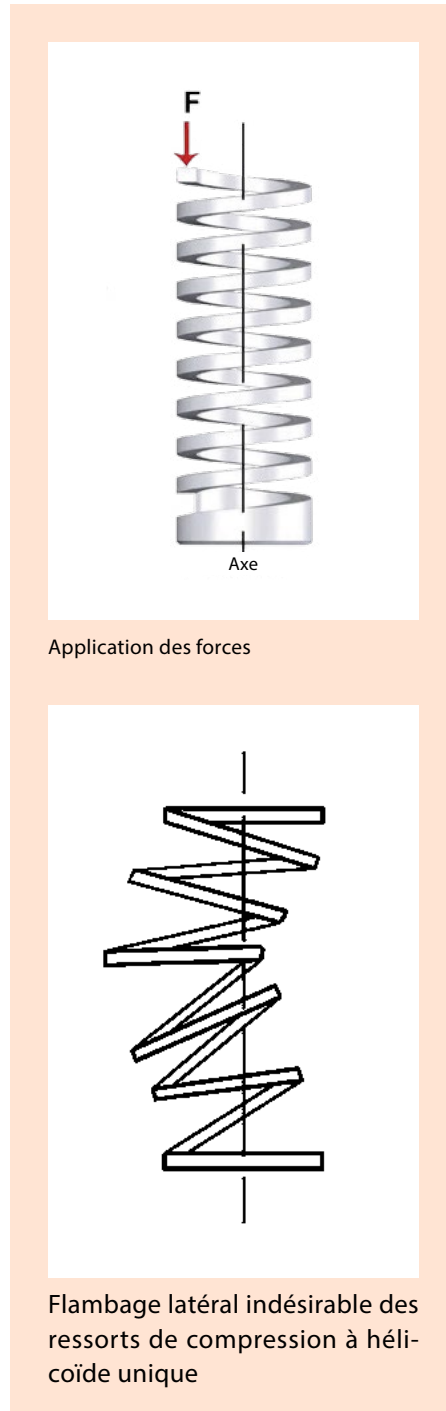 F
Axe
Application des forces
Flambage latéral indésirable des
ressorts de compression à héli-
coïde unique